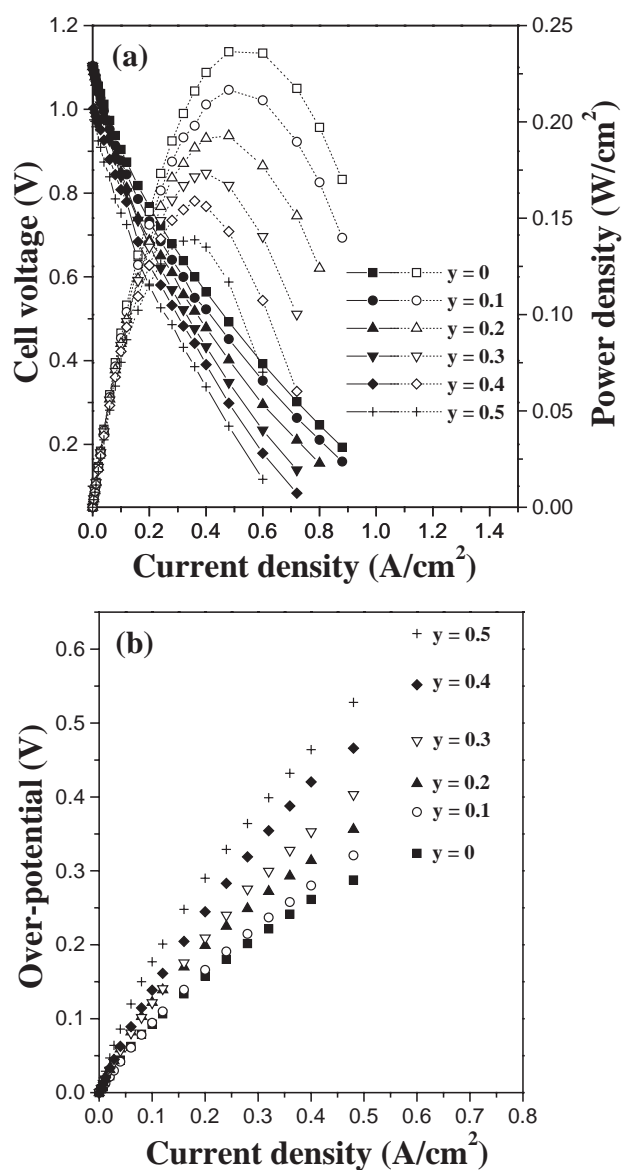 (a)
Cell voltage (V)
1.2
1.0
0.8
0.6
0.4
0.2
Power density (W/cm²)
0.25
0.20
0.15
0.10
0.05
0.00
y = 0
y = 0.1
y = 0.2
y = 0.3
y = 0.4
y = 0.5
0.0 0.2 0.4 0.6 0.8 1.0 1.2 1.4
Current density (A/cm²)
(b)
Over-potential (V)
0.6
0.5
0.4
0.3
0.2
0.1
0.0
y = 0.5
y = 0.4
y = 0.3
y = 0.2
y = 0.1
y = 0
0.0 0.1 0.2 0.3 0.4 0.5 0.6 0.7 0.8
Current density (A/cm²)